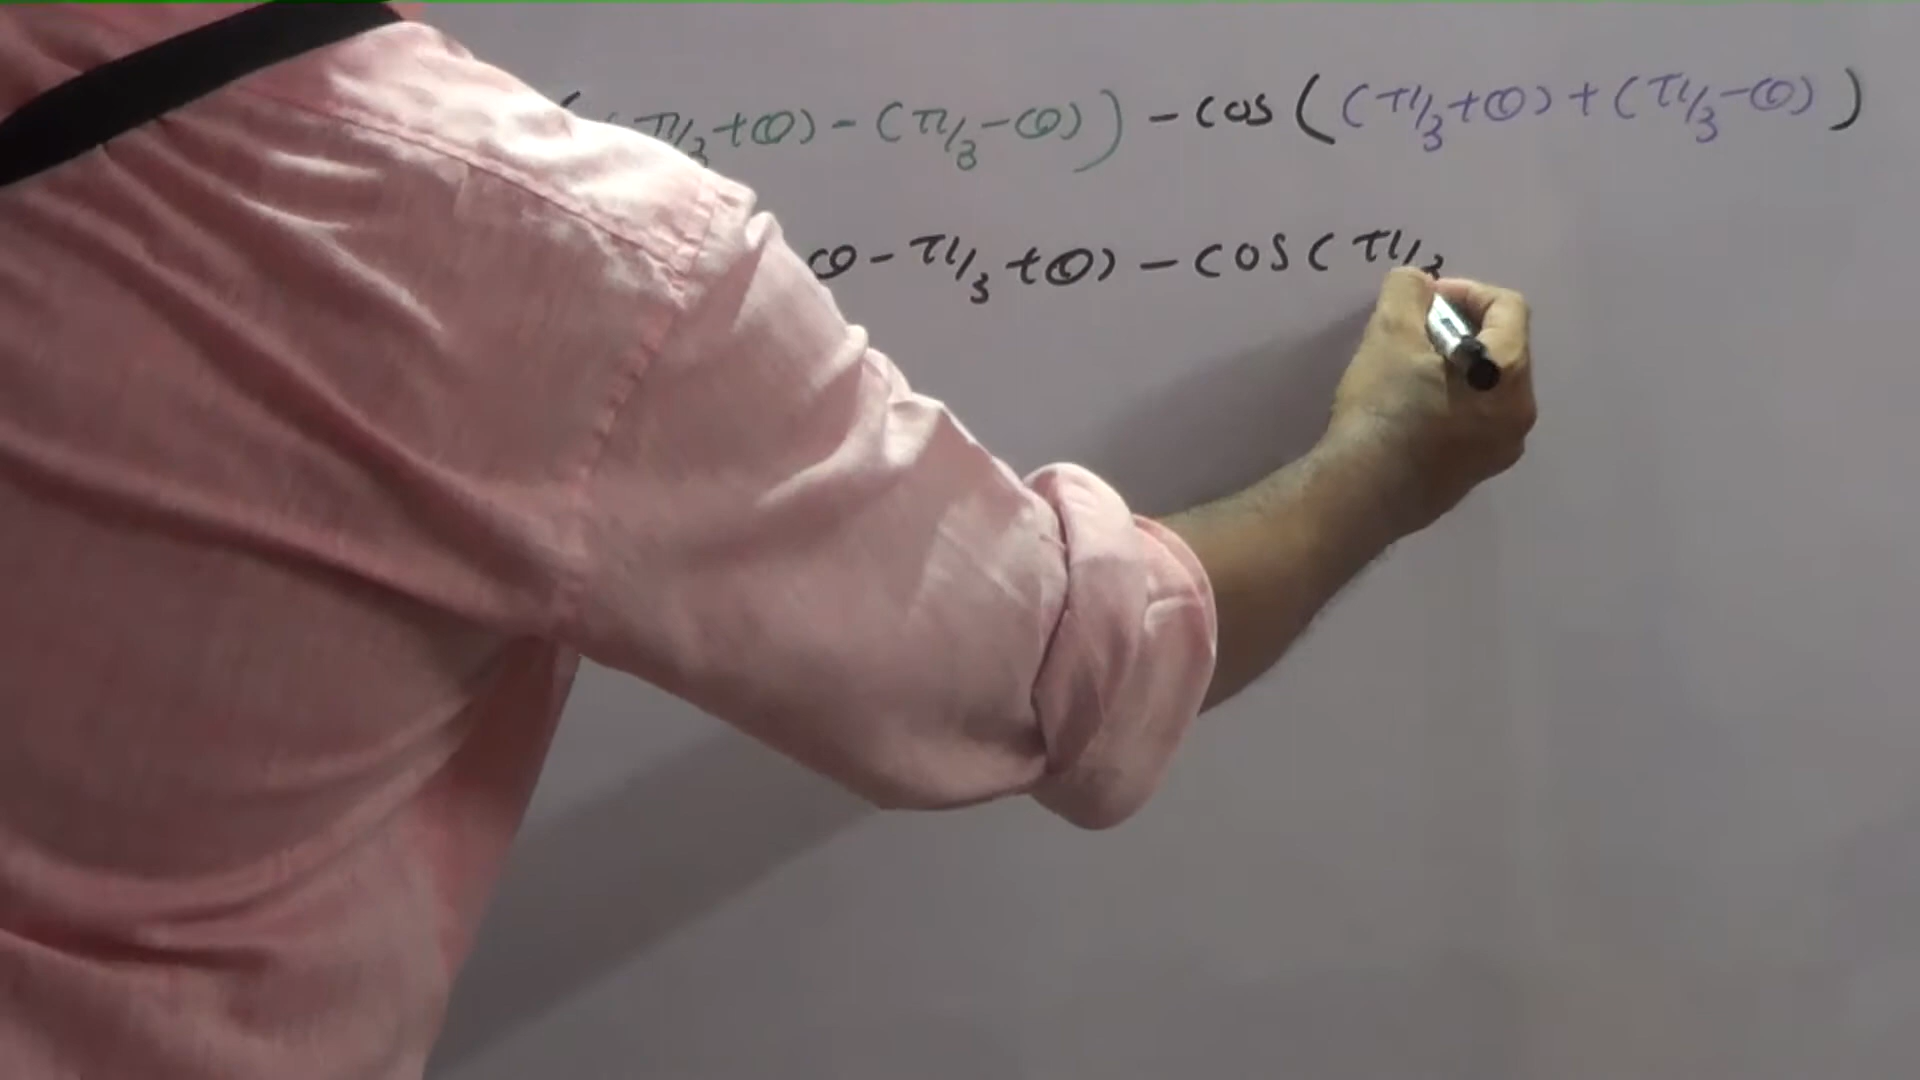 (π/3+θ)-(π/3-θ)) - cos((π/3+θ)+(π/3-θ))
θ-π/3+θ) - cos(π/3